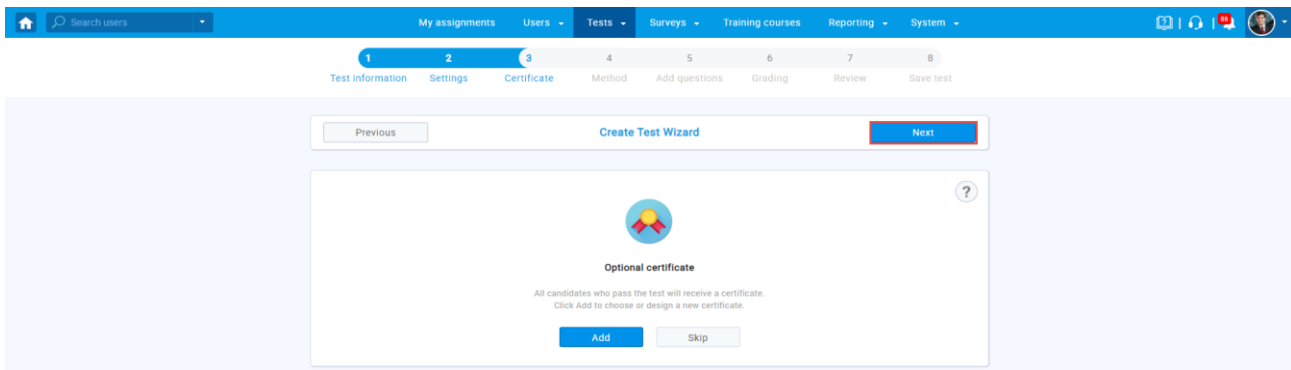 Search users
My assignments Users Tests Surveys Training courses Reporting System
1 2 3 4 5 6 7 8
Test information Settings Certificate Method Add questions Grading Review Save test
Previous Create Test Wizard Next
?
Optional certificate
All candidates who pass the test will receive a certificate.
Click Add to choose or design a new certificate.
Add Skip